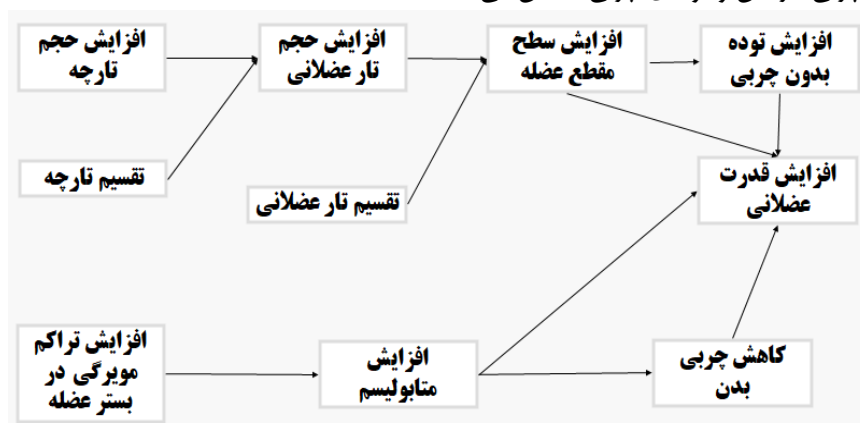 افزایش حجم
تارچه
افزایش حجم
تار عضلانی
افزایش سطح
مقطع عضله
افزایش توده
بدون چربی
تقسیم تارچه
تقسیم تار عضلانی
افزایش قدرت
عضلانی
افزایش تراکم
مویرگی در
بستر عضله
افزایش
متابولیسم
کاهش چربی
بدن